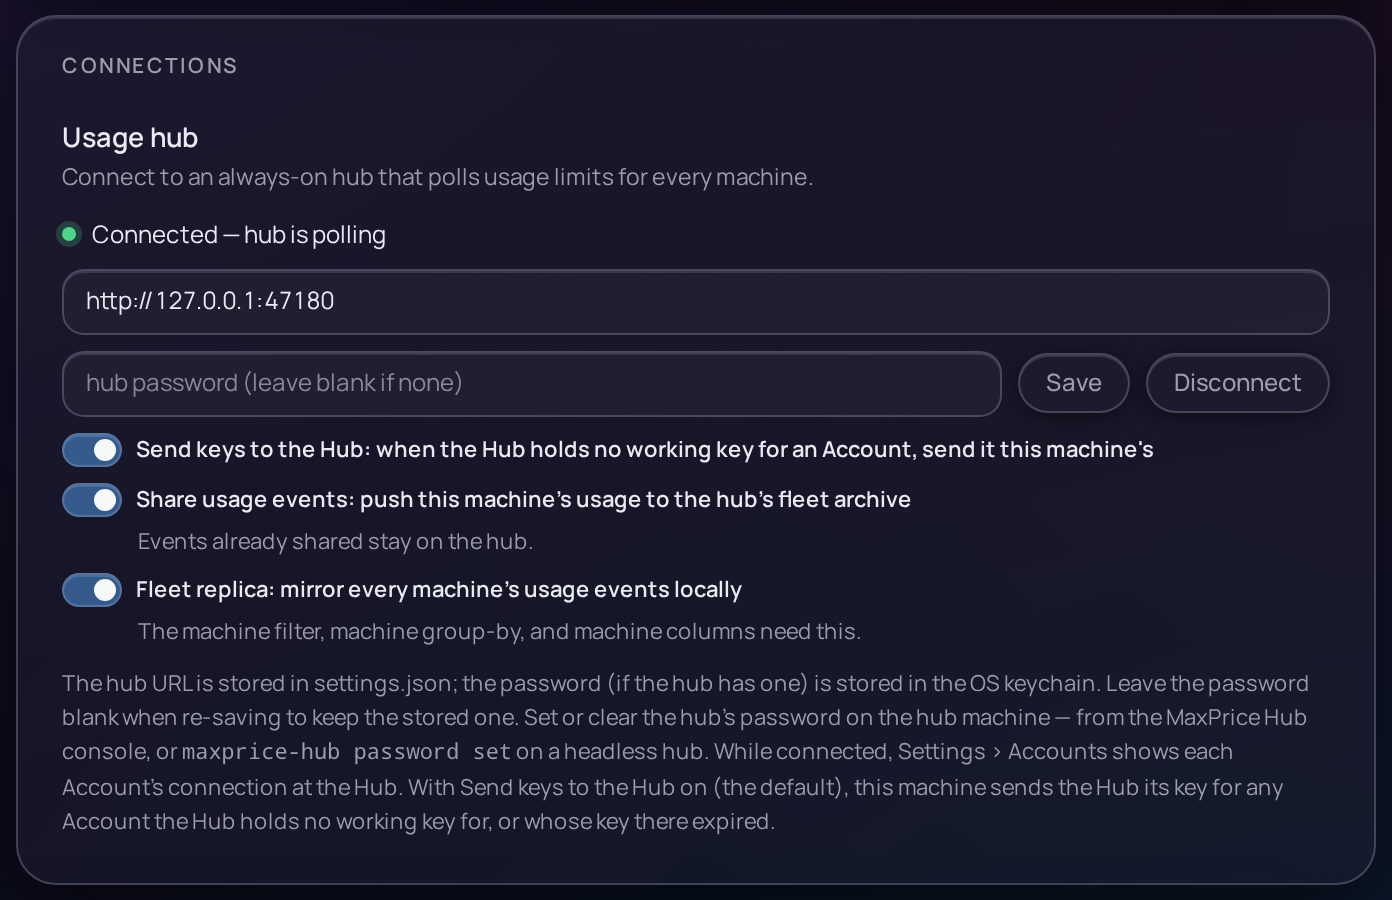 CONNECTIONS
Usage hub
Connect to an always-on hub that polls usage limits for every machine.
Connected — hub is polling
http://127.0.0.1:47180
hub password (leave blank if none)
Save
Disconnect
Send keys to the Hub: when the Hub holds no working key for an Account, send it this machine's
Share usage events: push this machine’s usage to the hub’s fleet archive
Events already shared stay on the hub.
Fleet replica: mirror every machine’s usage events locally
The machine filter, machine group-by, and machine columns need this.
The hub URL is stored in settings.json; the password (if the hub has one) is stored in the OS keychain. Leave the password
blank when re-saving to keep the stored one. Set or clear the hub’s password on the hub machine — from the MaxPrice Hub
console, or maxprice-hub password set on a headless hub. While connected, Settings › Accounts shows each
Account’s connection at the Hub. With Send keys to the Hub on (the default), this machine sends the Hub its key for any
Account the Hub holds no working key for, or whose key there expired.